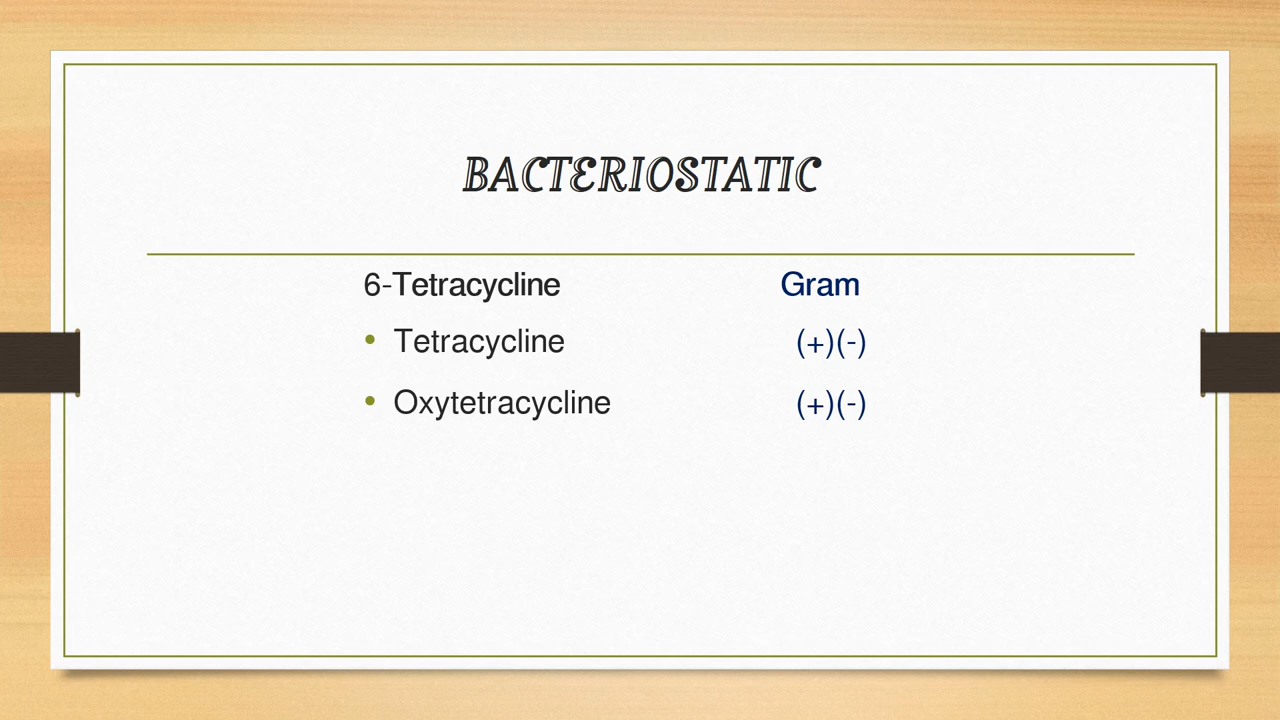 BACTERIOSTATIC
6-Tetracycline Gram
• Tetracycline (+)(-)
• Oxytetracycline (+)(-)